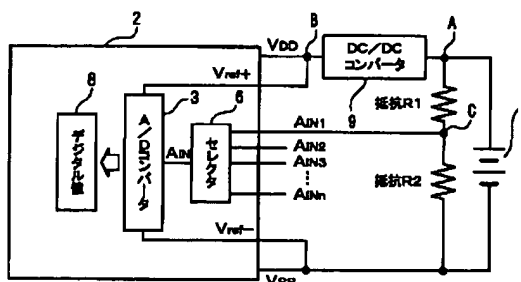 2
VDD
B
DC/DC
コンバータ
9
A
Vref+
8
3
6
A/Dコンバータ
AIN
セレクタ
AIN1
AIN2
AIN3
AINn
抵抗R1
C
抵抗R2
デジタル値
Vref−